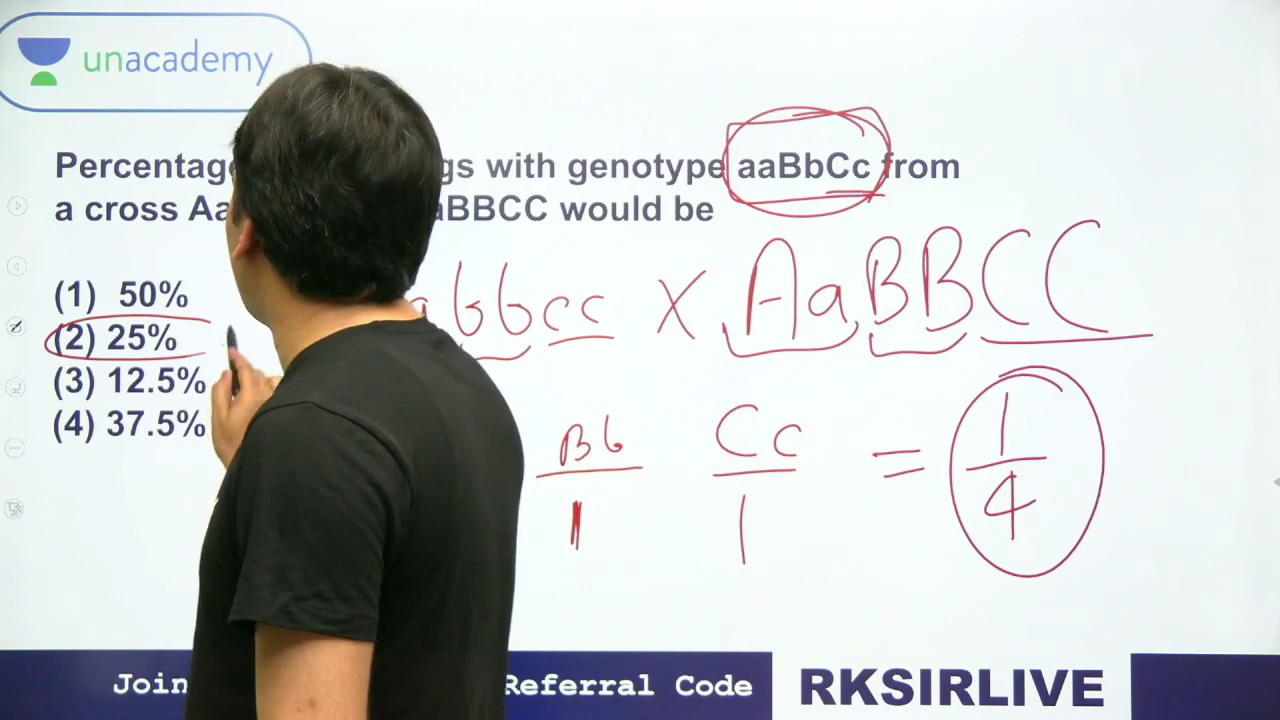 unacademy
Percentage gs with genotype aaBbCc from
a cross Aa aBBCC would be
(1) 50%
(2) 25%
(3) 12.5%
(4) 37.5%
abbcc X AaBBCC
Bb Cc = 1
1 1 4
Join Referral Code RKSIRLIVE